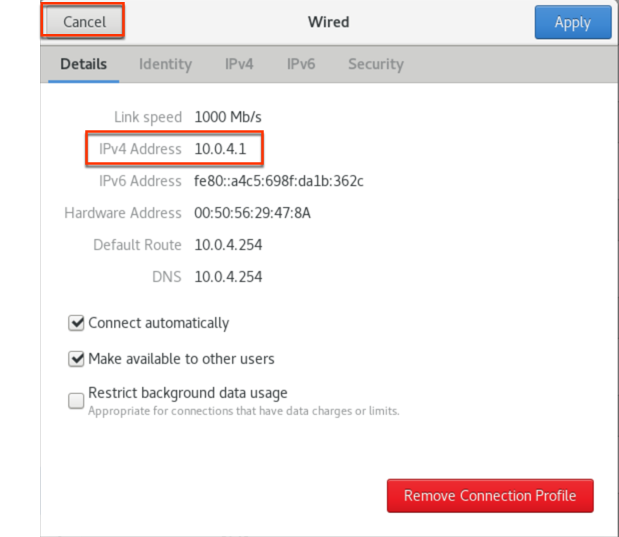 Cancel Wired Apply
Details Identity IPv4 IPv6 Security
Link speed 1000 Mb/s
IPv4 Address 10.0.4.1
IPv6 Address fe80::a4c5:698f:da1b:362c
Hardware Address 00:50:56:29:47:8A
Default Route 10.0.4.254
DNS 10.0.4.254
Connect automatically
Make available to other users
Restrict background data usage
Appropriate for connections that have data charges or limits.
Remove Connection Profile